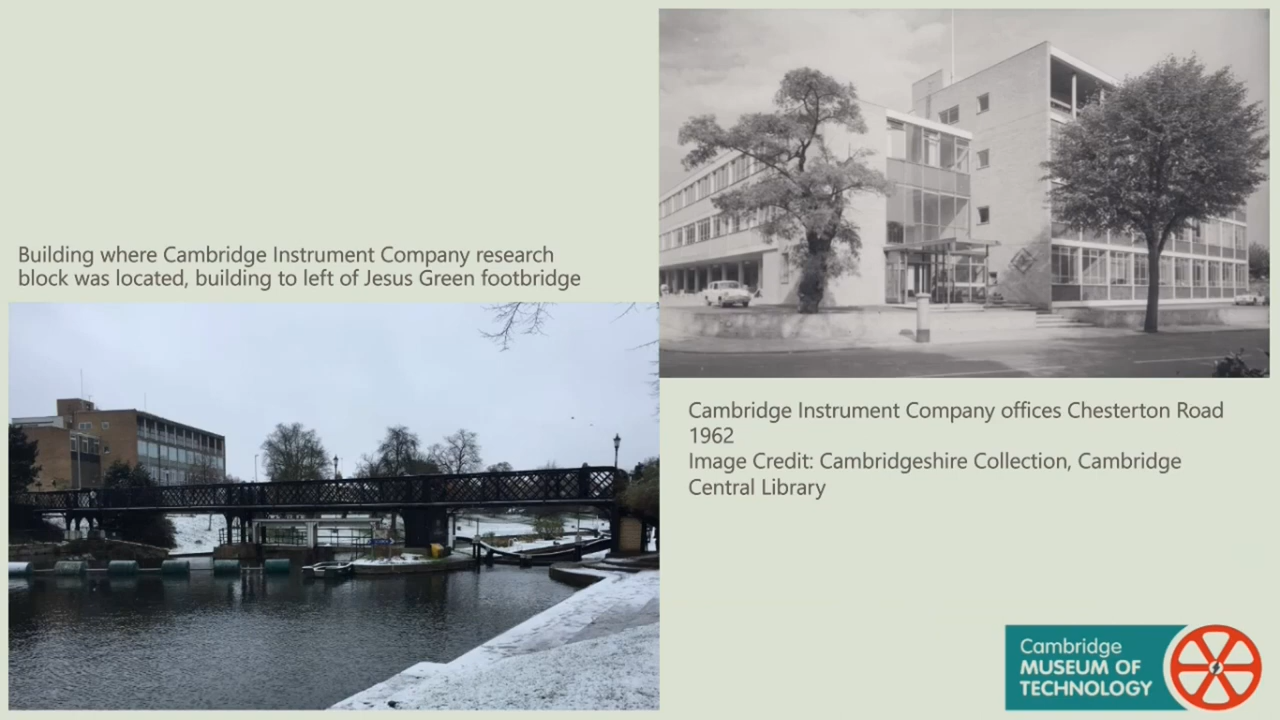 Building where Cambridge Instrument Company research
block was located, building to left of Jesus Green footbridge
Cambridge Instrument Company offices Chesterton Road
1962
Image Credit: Cambridgeshire Collection, Cambridge
Central Library
Cambridge
MUSEUM OF
TECHNOLOGY